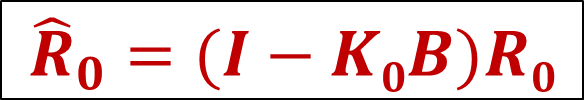 R̂₀ = (I − K₀B)R₀